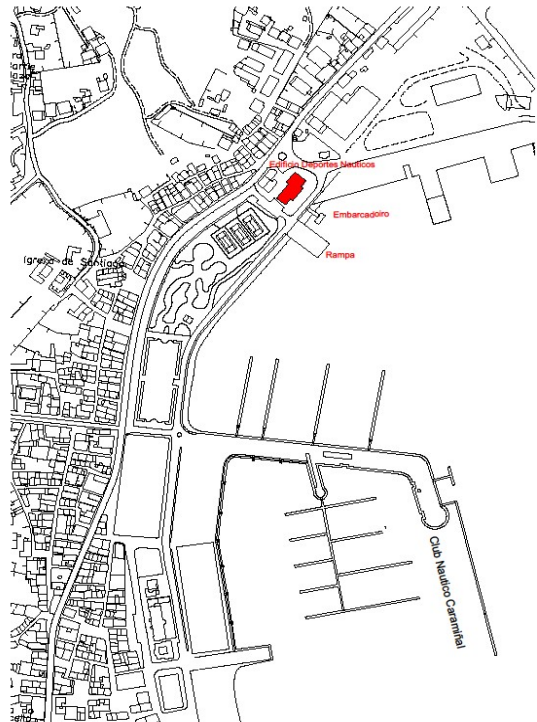 Edificio Deportes Nauticos
Embarcadoiro
Rampa
Igrexa de Santiago
Club Nautico Caramiñal